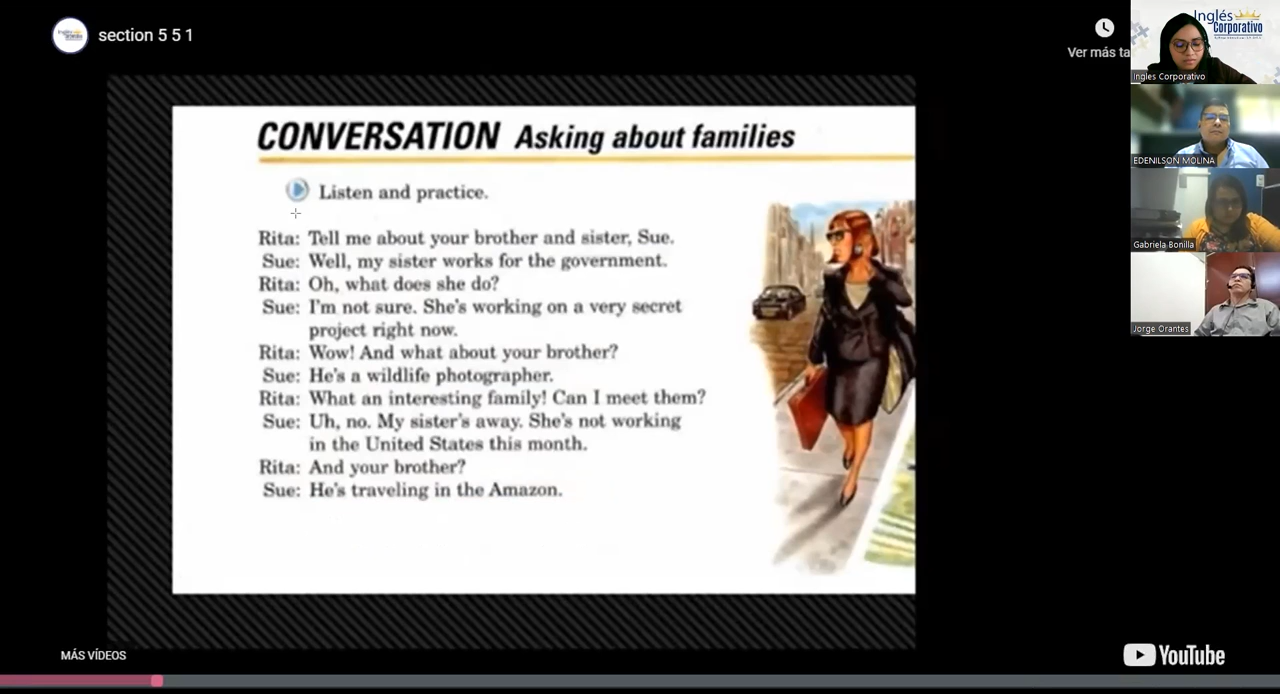 section 5 5 1
Ver más ta
Inglés
Corporativo
Ingles Corporativo
EDENILSON MOLINA
Gabriela Bonilla
Jorge Orantes
CONVERSATION Asking about families
Listen and practice.
Rita: Tell me about your brother and sister, Sue.
Sue: Well, my sister works for the government.
Rita: Oh, what does she do?
Sue: I'm not sure. She's working on a very secret
project right now.
Rita: Wow! And what about your brother?
Sue: He's a wildlife photographer.
Rita: What an interesting family! Can I meet them?
Sue: Uh, no. My sister's away. She's not working
in the United States this month.
Rita: And your brother?
Sue: He's traveling in the Amazon.
MÁS VÍDEOS
YouTube